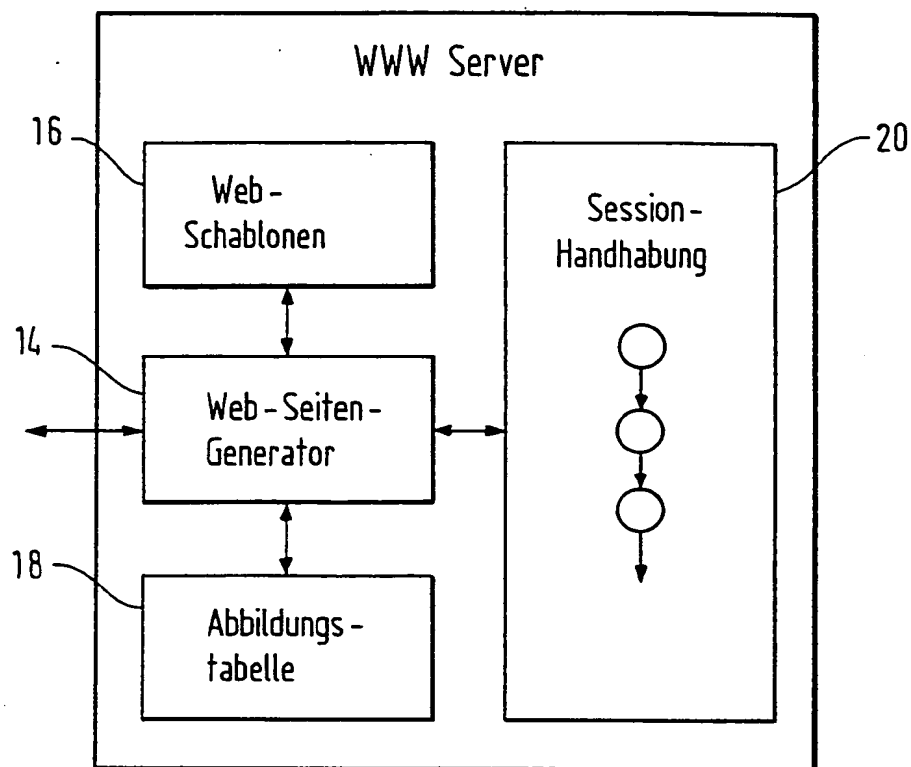 WWW Server
16
Web-
Schablonen
20
Session-
Handhabung
14
Web-Seiten-
Generator
18
Abbildungs-
tabelle